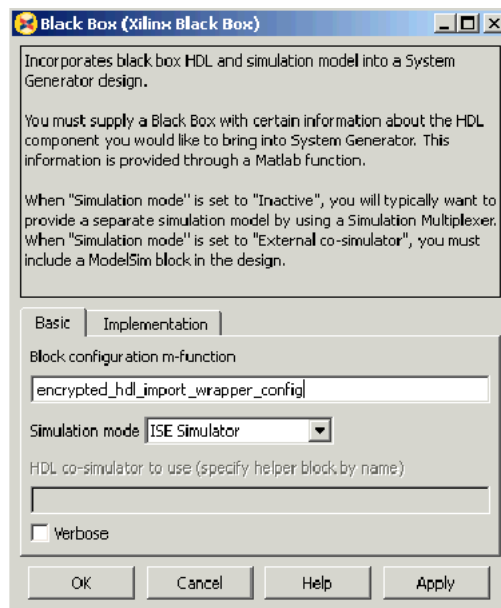 Black Box (Xilinx Black Box)
Incorporates black box HDL and simulation model into a System
Generator design.
You must supply a Black Box with certain information about the HDL
component you would like to bring into System Generator. This
information is provided through a Matlab function.
When "Simulation mode" is set to "Inactive", you will typically want to
provide a separate simulation model by using a Simulation Multiplexer.
When "Simulation mode" is set to "External co-simulator", you must
include a ModelSim block in the design.
Basic Implementation
Block configuration m-function
encrypted_hdl_import_wrapper_config
Simulation mode ISE Simulator
HDL co-simulator to use (specify helper block by name)
Verbose
OK Cancel Help Apply